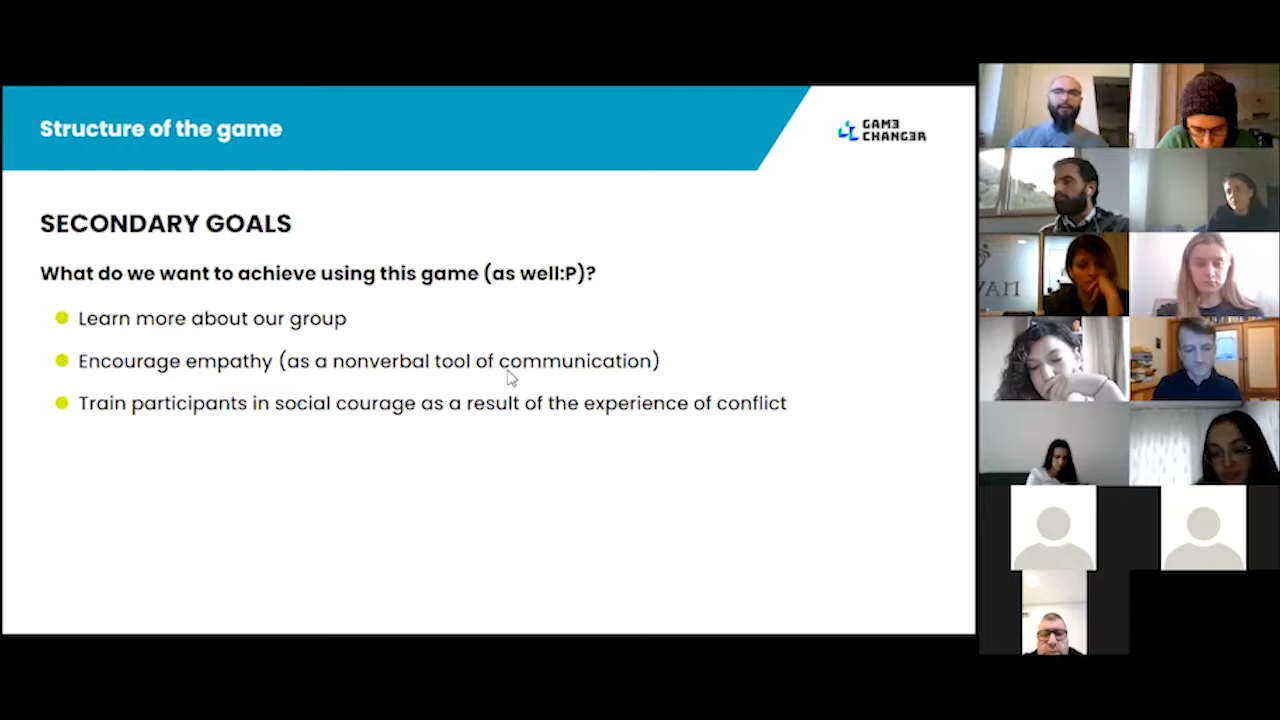 Structure of the game
GAME
CHANGER
SECONDARY GOALS
What do we want to achieve using this game (as well:P)?
Learn more about our group
Encourage empathy (as a nonverbal tool of communication)
Train participants in social courage as a result of the experience of conflict